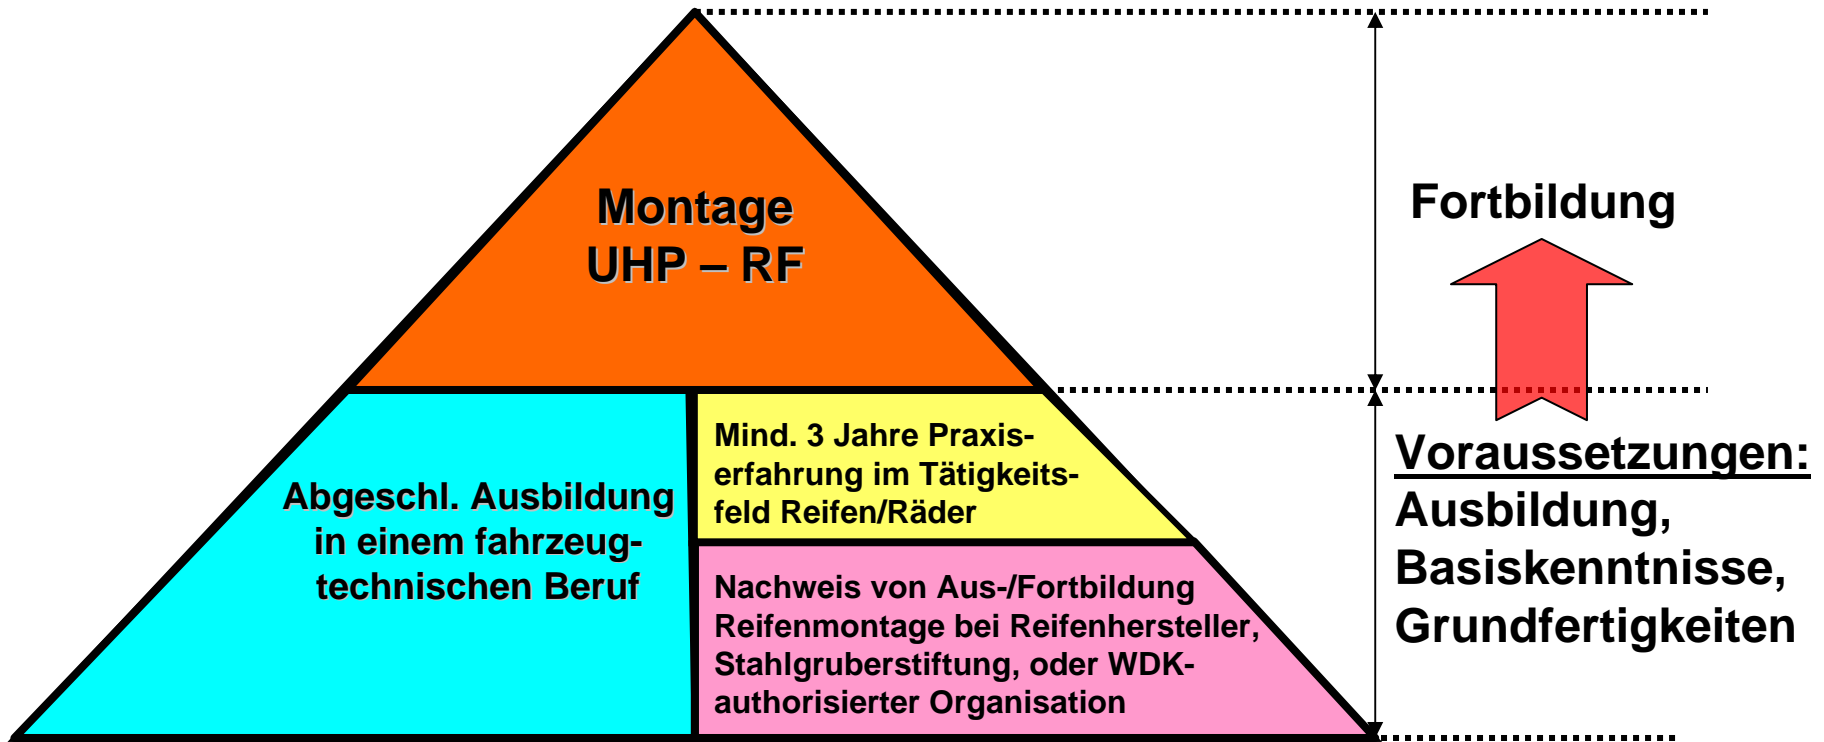 Montage
UHP – RF
Fortbildung
Abgeschl. Ausbildung
in einem fahrzeug-
technischen Beruf
Mind. 3 Jahre Praxis-
erfahrung im Tätigkeits-
feld Reifen/Räder
Nachweis von Aus-/Fortbildung
Reifenmontage bei Reifenhersteller,
Stahlgruberstiftung, oder WDK-
authorisierter Organisation
Voraussetzungen:
Ausbildung,
Basiskenntnisse,
Grundfertigkeiten